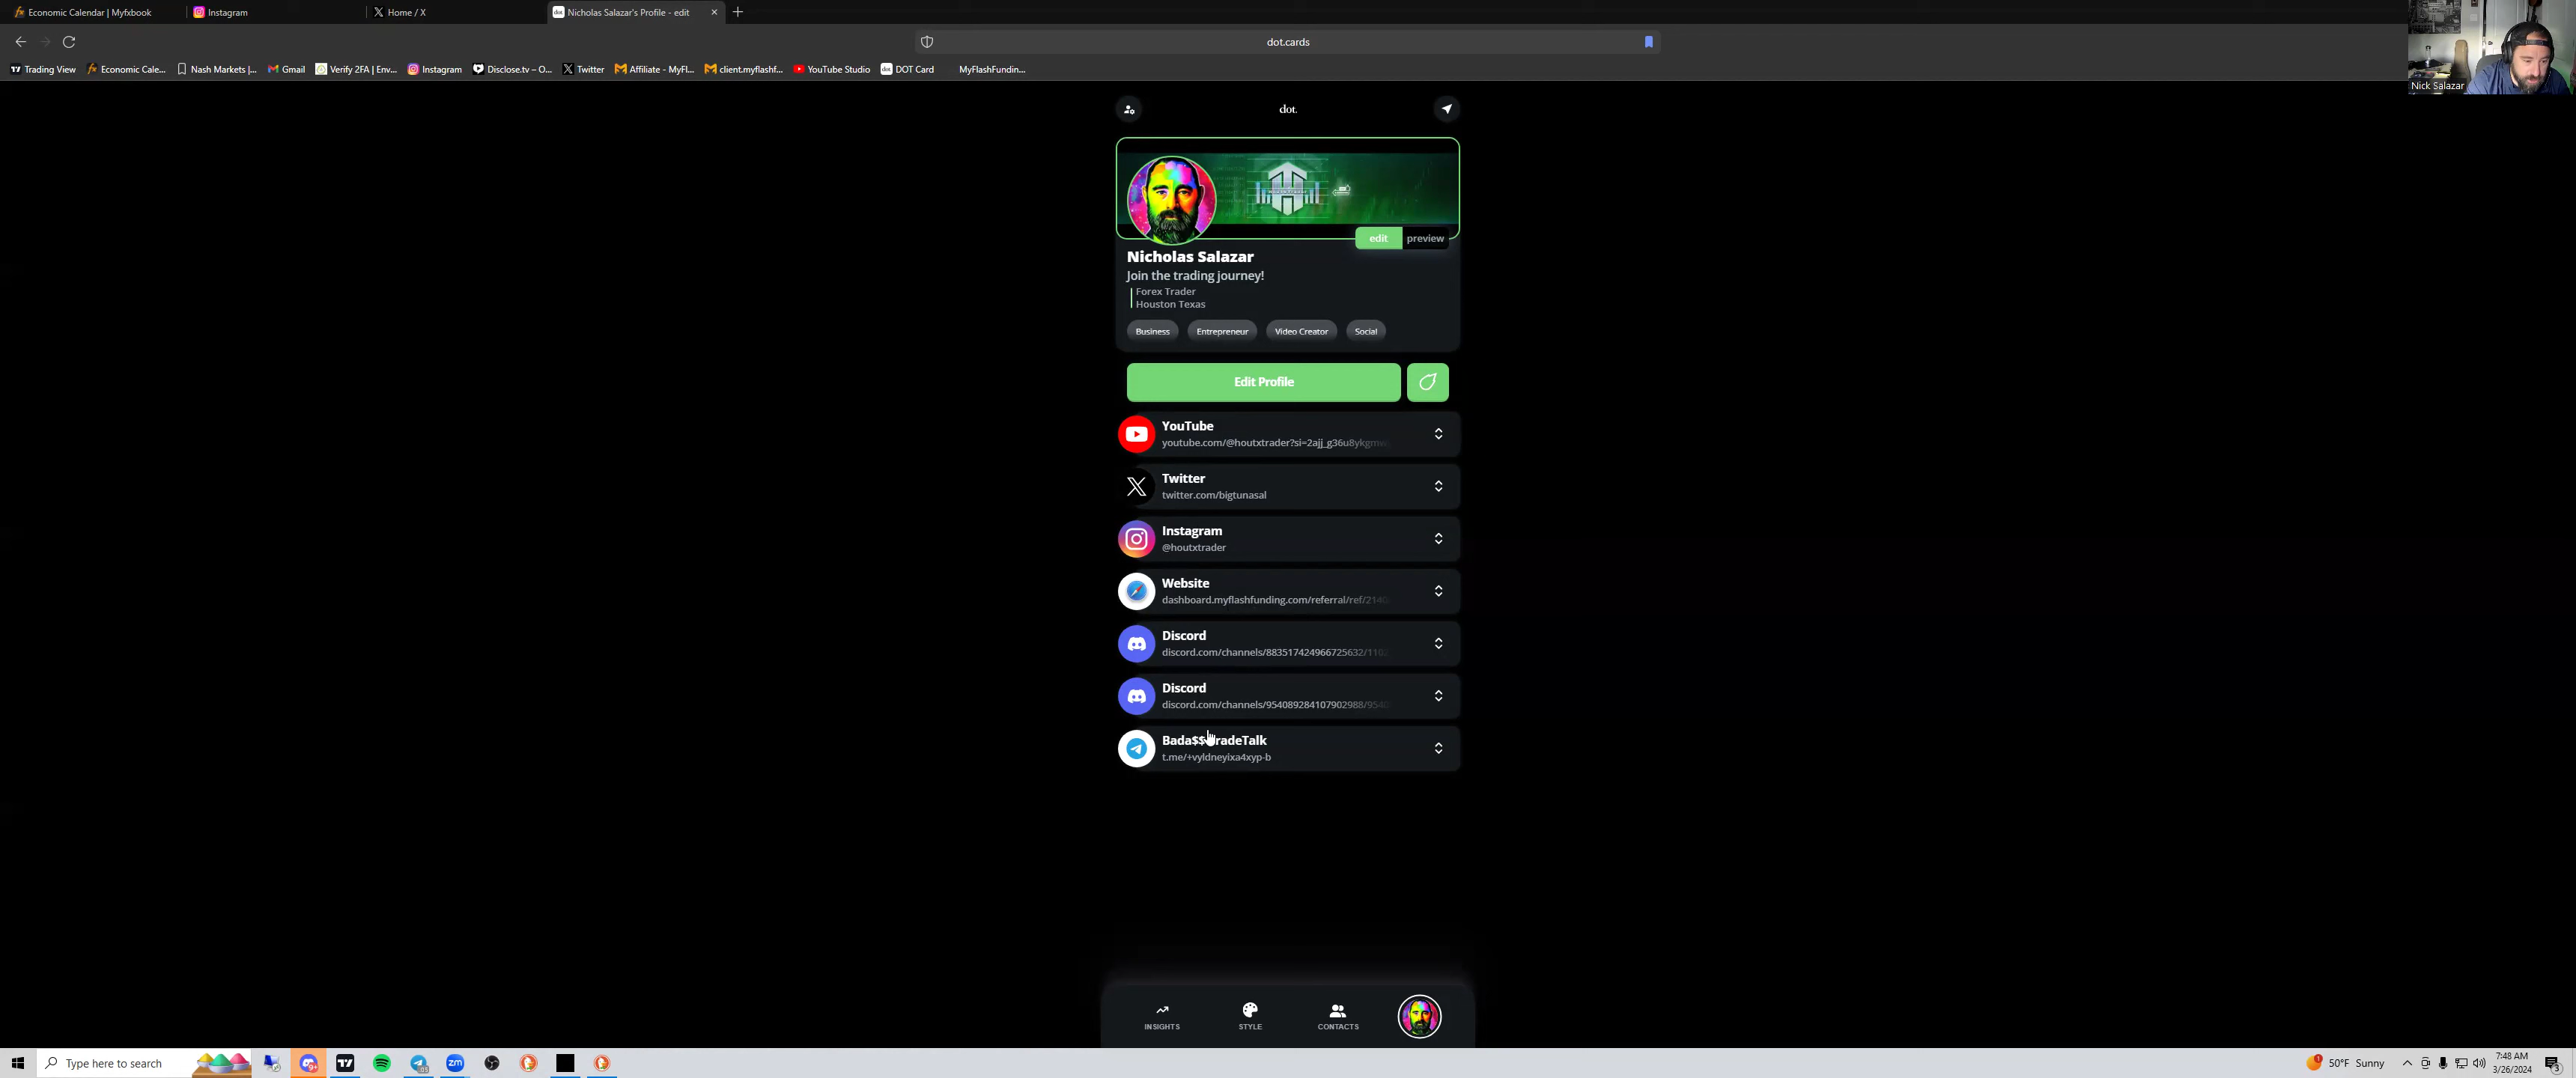 Economic Calendar | Myfxbook
Instagram
Home / X
Nicholas Salazar's Profile - edit
dot.cards
Trading View
Economic Cale...
Nash Markets |...
Gmail
Verify 2FA | Env...
Instagram
Disclose.tv – O...
Twitter
Affiliate - MyFl...
client.myflashf...
YouTube Studio
DOT Card
MyFlashFundin...
Nick Salazar
dot.
edit
preview
Nicholas Salazar
Join the trading journey!
Forex Trader
Houston Texas
Business
Entrepreneur
Video Creator
Social
Edit Profile
YouTube
youtube.com/@houtxtrader?si=2ajj_g36u8ykgm
Twitter
twitter.com/bigtunasal
Instagram
@houtxtrader
Website
dashboard.myflashfunding.com/referral/ref/2140
Discord
discord.com/channels/883517424966725632/1102
Discord
discord.com/channels/954089284107902988/9540
Bada$$ radeTalk
t.me/+vyldneyixa4xyp-b
INSIGHTS
STYLE
CONTACTS
Type here to search
50°F Sunny
7:48 AM
3/26/2024